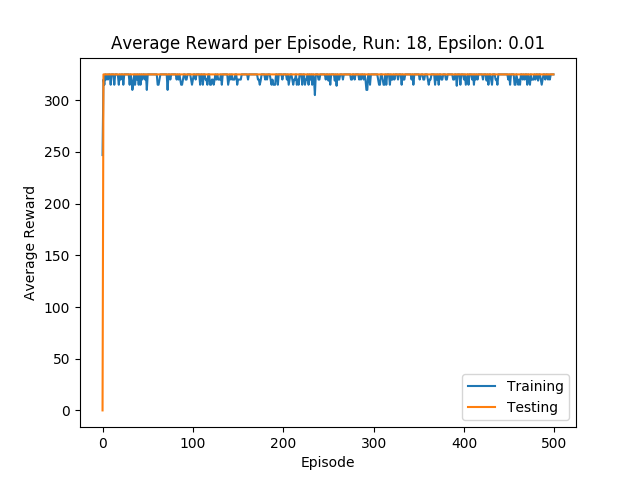 Average Reward per Episode, Run: 18, Epsilon: 0.01
Average Reward
300
250
200
150
100
50
0
0 100 200 300 400 500
Episode
Training
Testing